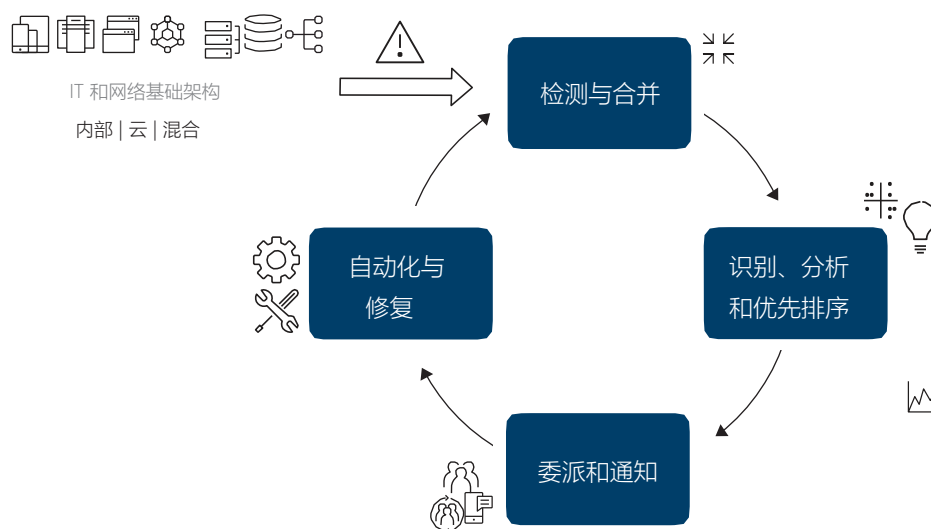 IT 和网络基础架构
内部 | 云 | 混合
检测与合并
识别、分析
和优先排序
自动化与
修复
委派和通知